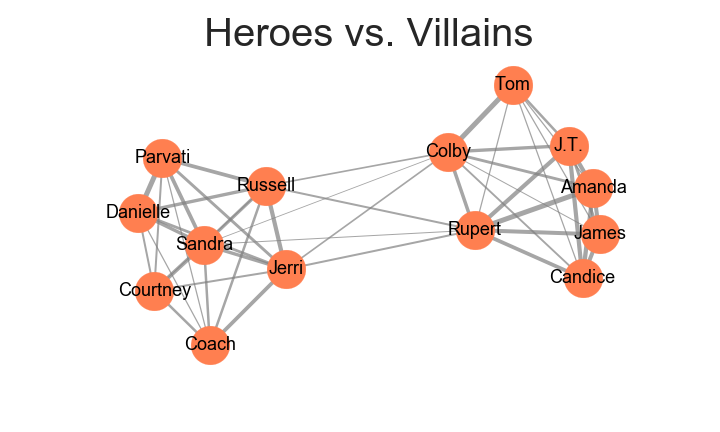 Heroes vs. Villains
Tom
Colby
J.T.
Parvati
Russell
Amanda
Danielle
Rupert
James
Sandra
Jerri
Candice
Courtney
Coach